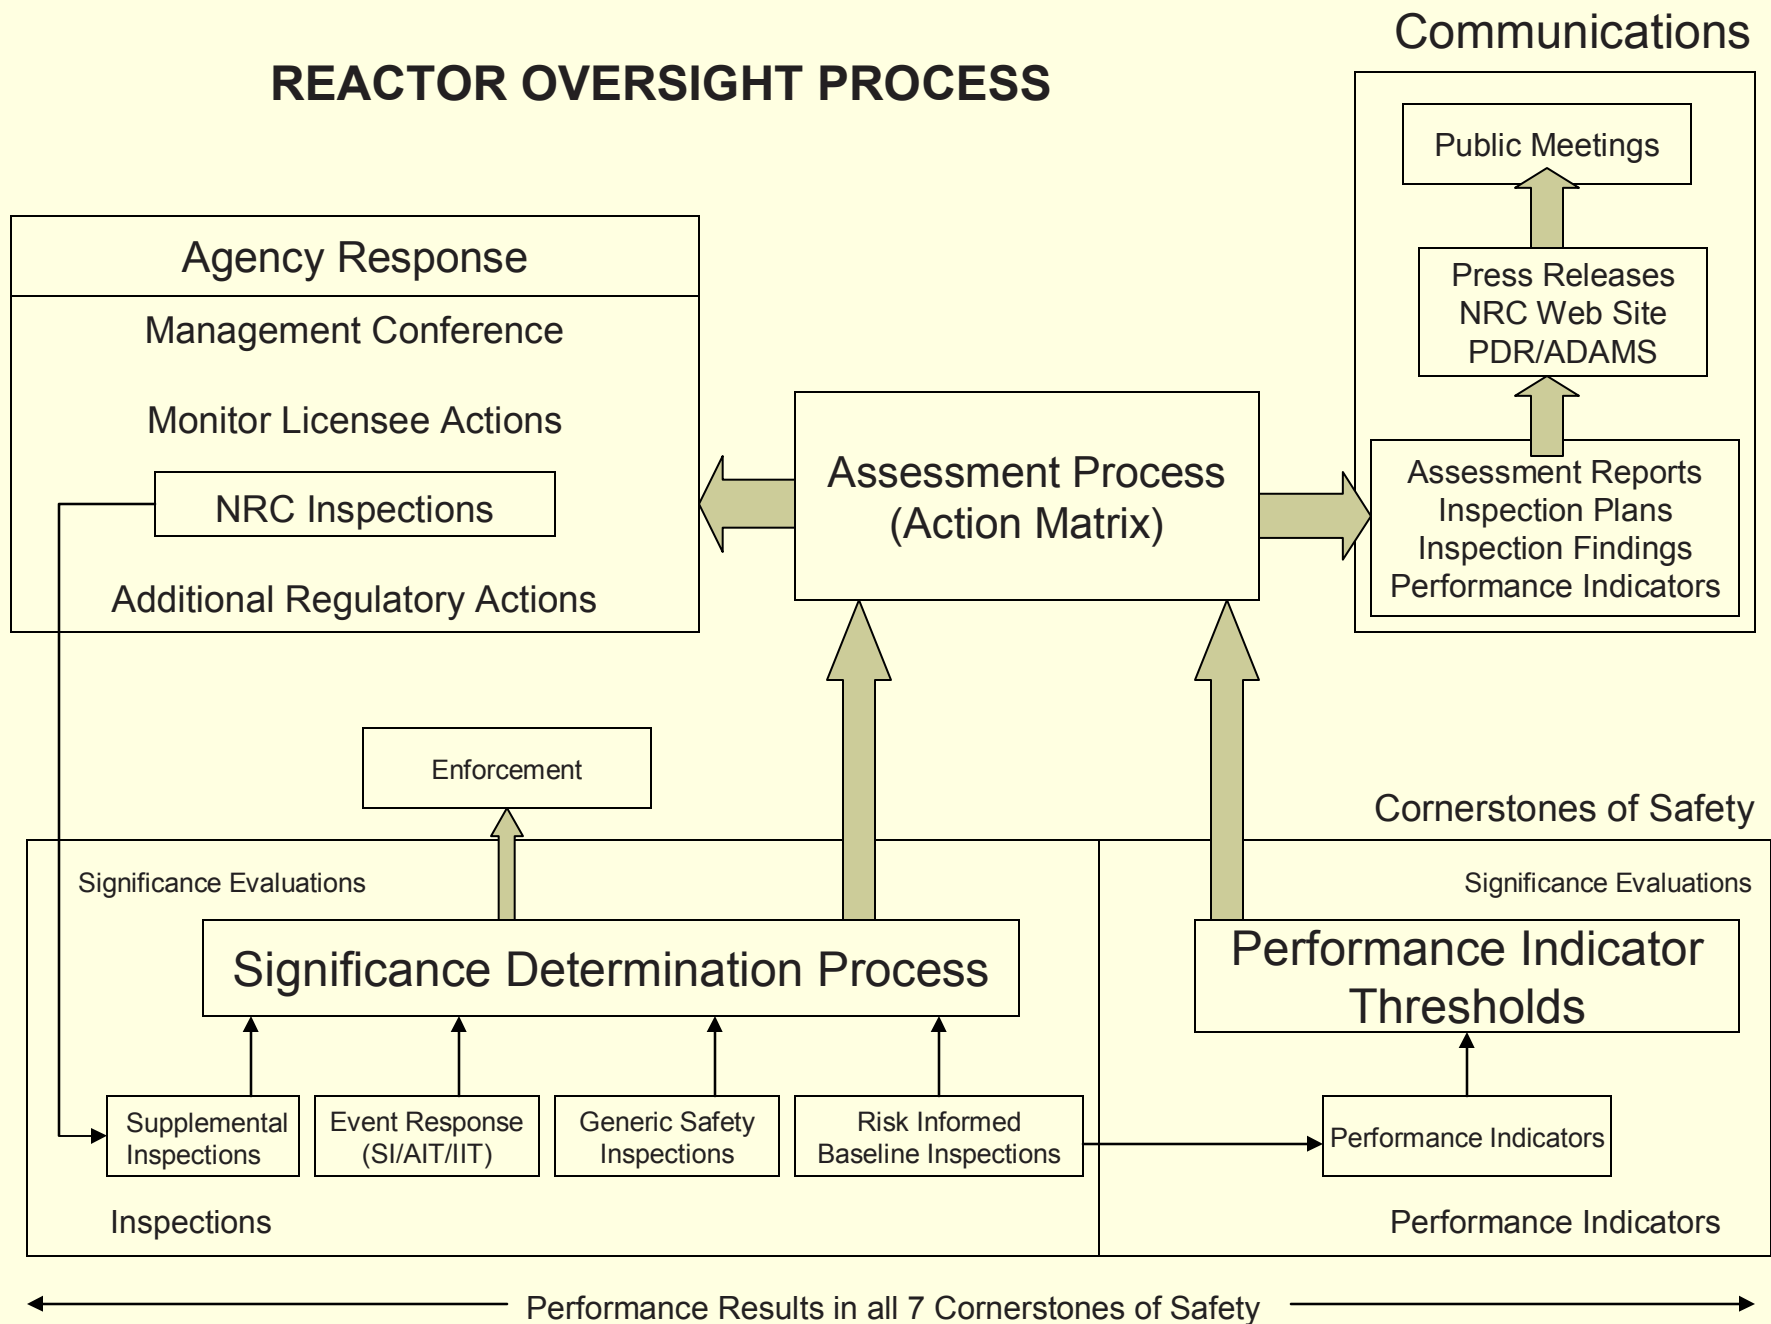 Communications
REACTOR OVERSIGHT PROCESS
Public Meetings
Agency Response
Press Releases
NRC Web Site
PDR/ADAMS
Management Conference
Monitor Licensee Actions
NRC Inspections
Additional Regulatory Actions
Assessment Process
(Action Matrix)
Assessment Reports
Inspection Plans
Inspection Findings
Performance Indicators
Enforcement
Cornerstones of Safety
Significance Evaluations
Significance Determination Process
Significance Evaluations
Performance Indicator
Thresholds
Supplemental
Inspections
Event Response
(SI/AIT/IIT)
Generic Safety
Inspections
Risk Informed
Baseline Inspections
Performance Indicators
Inspections
Performance Indicators
Performance Results in all 7 Cornerstones of Safety